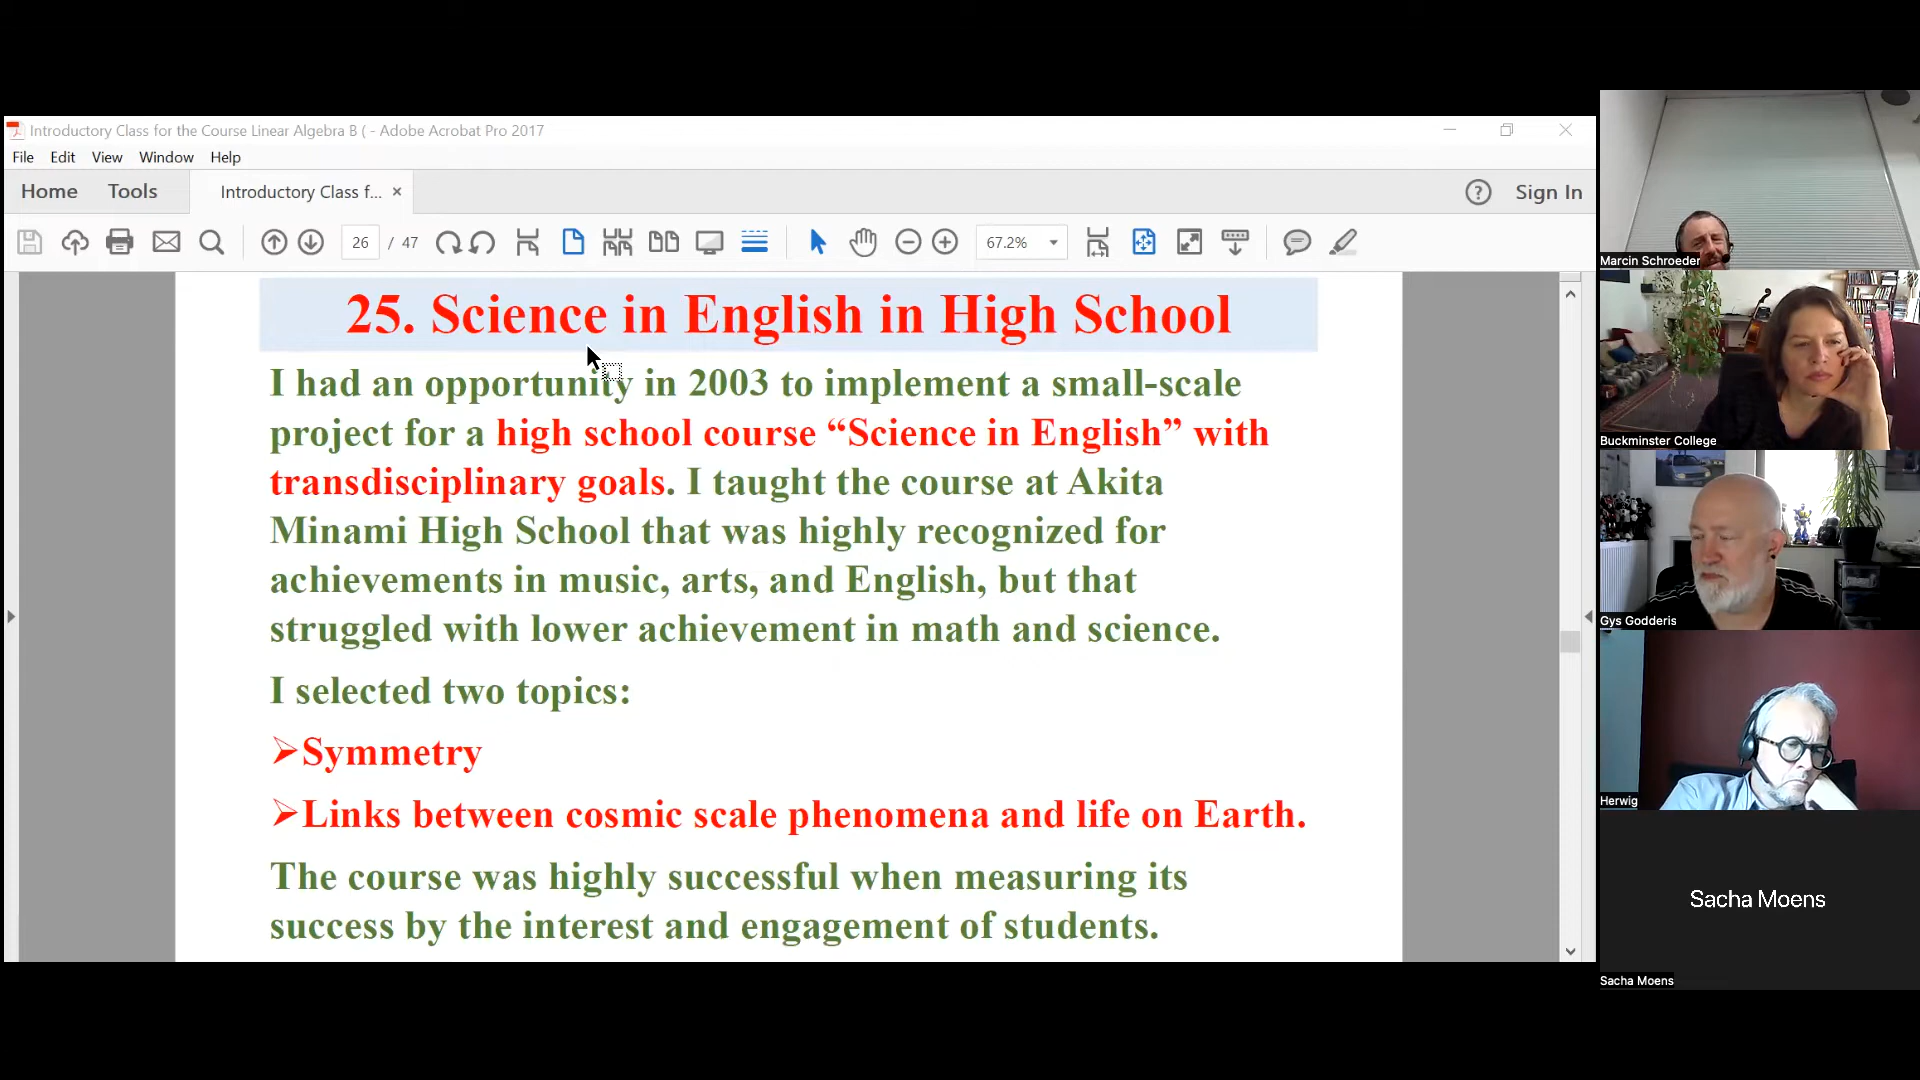 Introductory Class for the Course Linear Algebra B ( - Adobe Acrobat Pro 2017
File Edit View Window Help
Home Tools Introductory Class f... × ? Sign In
26 / 47 67.2%
25. Science in English in High School
I had an opportunity in 2003 to implement a small-scale
project for a high school course “Science in English” with
transdisciplinary goals. I taught the course at Akita
Minami High School that was highly recognized for
achievements in music, arts, and English, but that
struggled with lower achievement in math and science.
I selected two topics:
➢Symmetry
➢Links between cosmic scale phenomena and life on Earth.
The course was highly successful when measuring its
success by the interest and engagement of students.
Marcin Schroeder
Buckminster College
Gys Godderis
Herwig
Sacha Moens
Sacha Moens